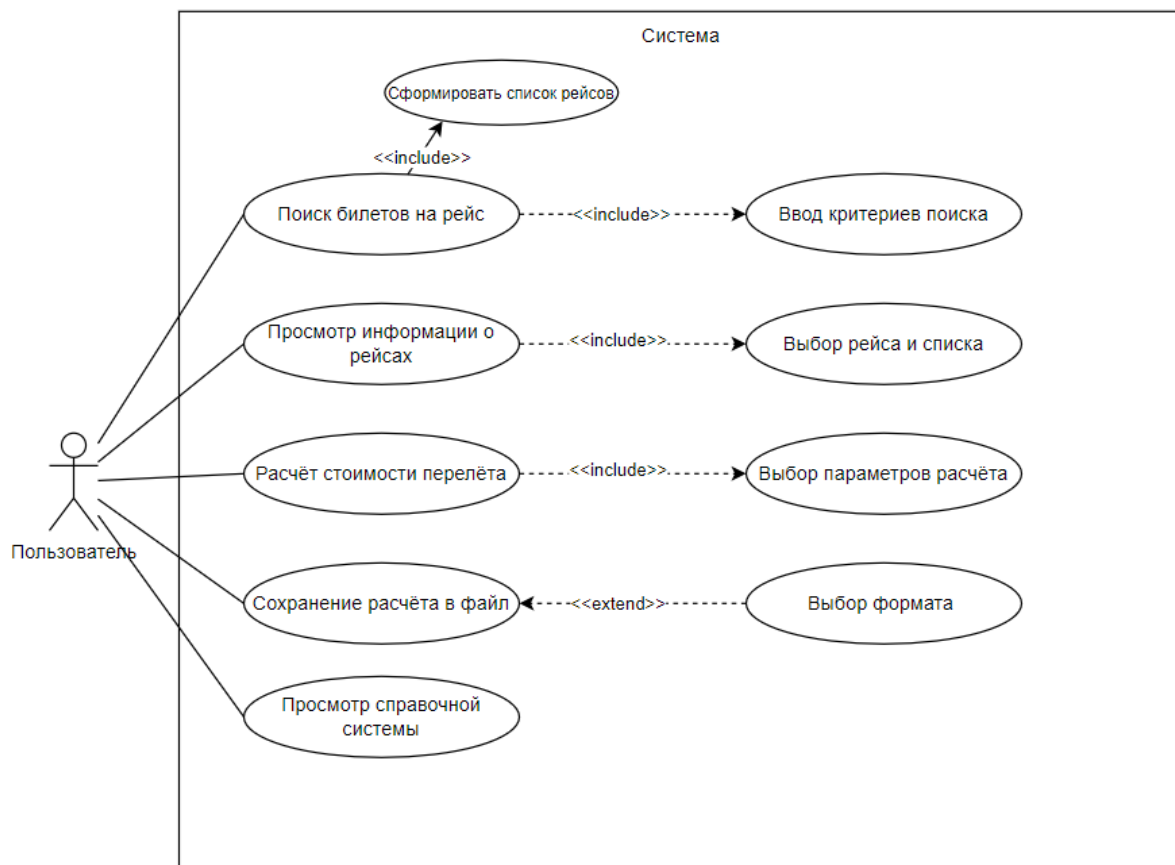 Система
Сформировать список рейсов
<<include>>
Поиск билетов на рейс
<<include>>
Ввод критериев поиска
Просмотр информации о
рейсах
<<include>>
Выбор рейса и списка
Расчёт стоимости перелёта
<<include>>
Выбор параметров расчёта
Пользователь
Сохранение расчёта в файл
<<extend>>
Выбор формата
Просмотр справочной
системы